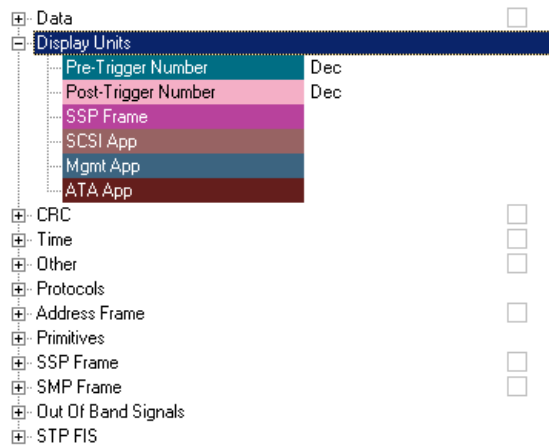 Data
Display Units
Pre-Trigger Number Dec
Post-Trigger Number Dec
SSP Frame
SCSI App
Mgmt App
ATA App
CRC
Time
Other
Protocols
Address Frame
Primitives
SSP Frame
SMP Frame
Out Of Band Signals
STP FIS